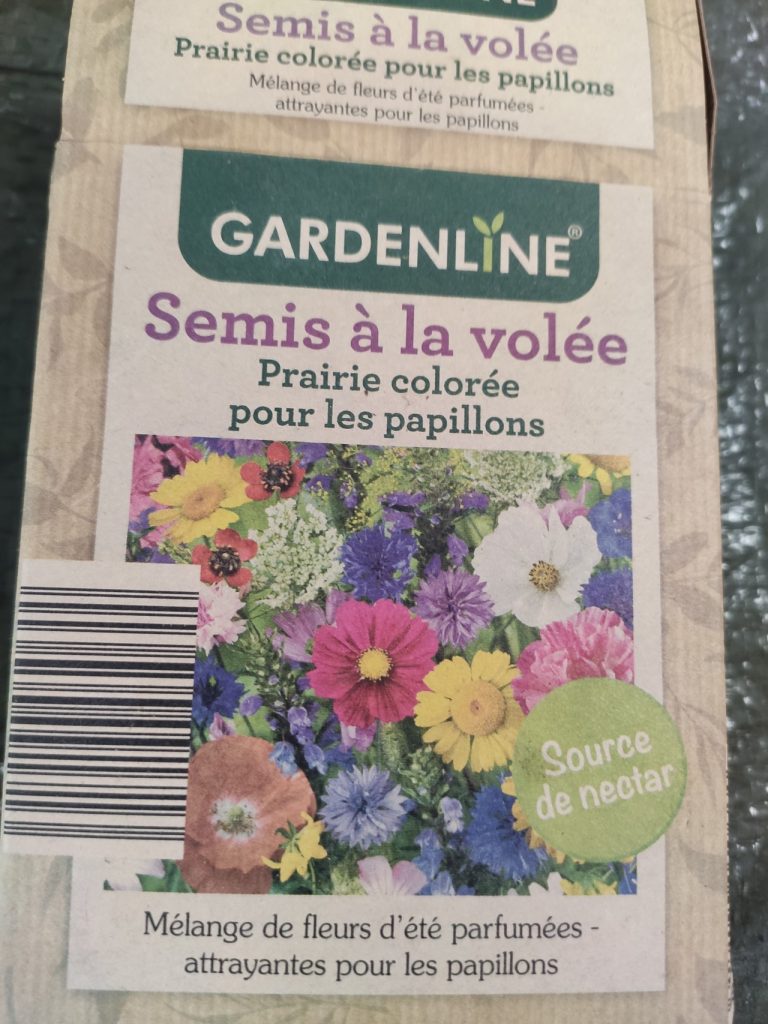 Semis à la volée
Prairie colorée pour les papillons
Mélange de fleurs d'été parfumées -
attrayantes pour les papillons
GARDENLINE®
Semis à la volée
Prairie colorée
pour les papillons
Source
de nectar
Mélange de fleurs d'été parfumées -
attrayantes pour les papillons